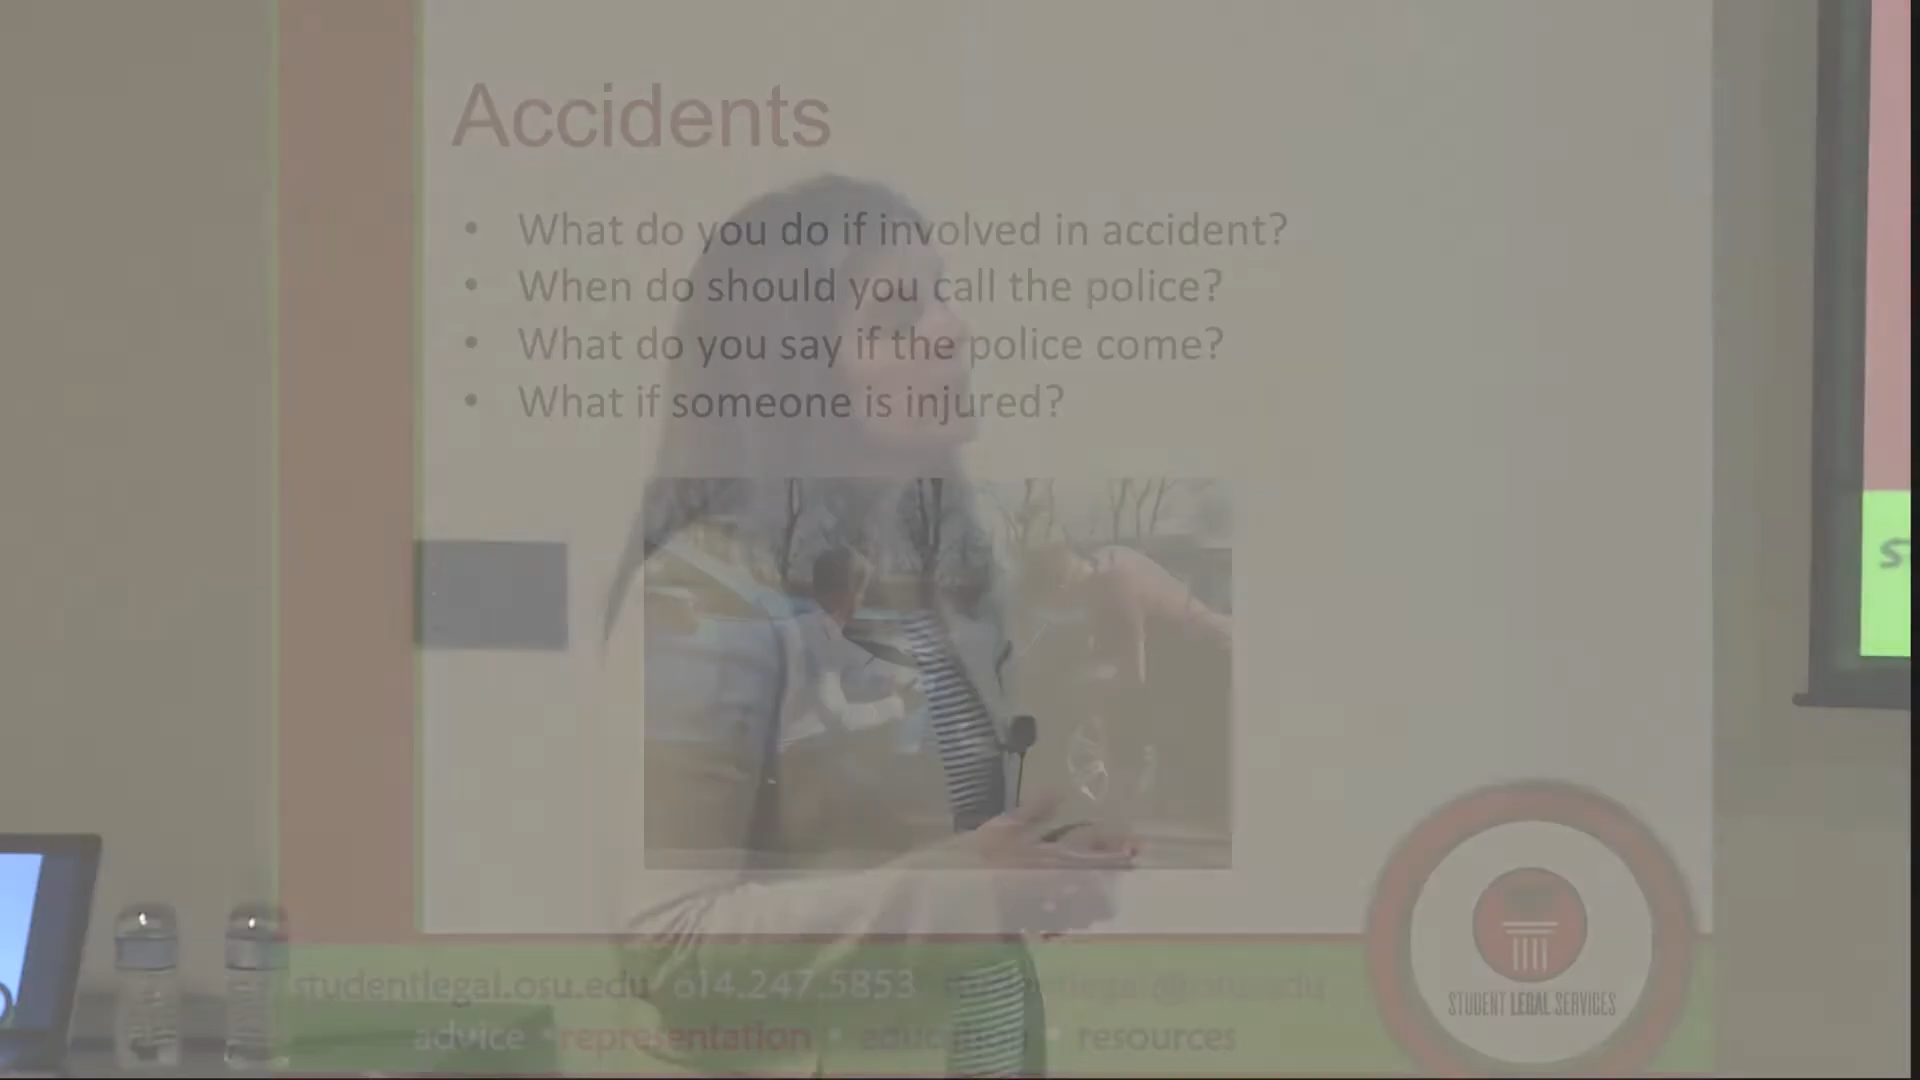 Accidents
• What do you do if involved in accident?
• When do should you call the police?
• What do you say if the police come?
• What if someone is injured?
studentlegal.osu.edu 614.247.5853
advice • representation • education • resources
STUDENT LEGAL SERVICES